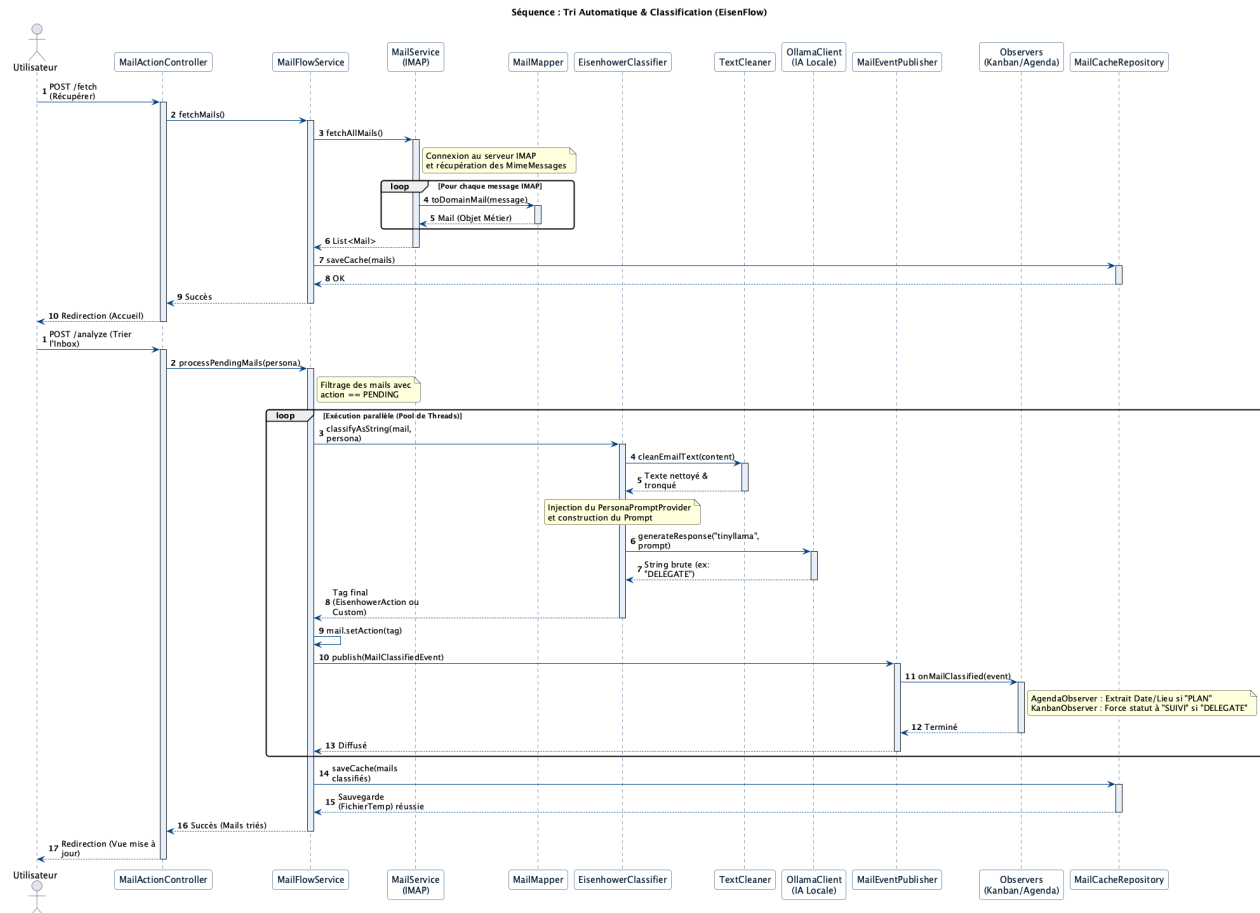 Séquence : Tri Automatique & Classification (EisenFlow)
Utilisateur
MailActionController
MailFlowService
MailService
(IMAP)
MailMapper
EisenhowerClassifier
TextCleaner
OllamaClient
(IA Locale)
MailEventPublisher
Observers
(Kanban/Agenda)
MailCacheRepository
1 POST /fetch
(Récupérer)
2 fetchMails()
3 fetchAllMails()
Connexion au serveur IMAP
et récupération des MimeMessages
loop [Pour chaque message IMAP]
4 toDomainMail(message)
5 Mail (Objet Métier)
6 List<Mail>
7 saveCache(mails)
8 OK
9 Succès
10 Redirection (Accueil)
1 POST /analyze (Trier
l'Inbox)
2 processPendingMails(persona)
Filtrage des mails avec
action == PENDING
loop [Exécution parallèle (Pool de Threads)]
3 classifyAsString(mail,
persona)
4 cleanEmailText(content)
5 Texte nettoyé &
tronqué
Injection du PersonaPromptProvider
et construction du Prompt
6 generateResponse("tinyllama",
prompt)
7 String brute (ex:
"DELEGATE")
Tag final
8 (EisenhowerAction ou
Custom)
9 mail.setAction(tag)
10 publish(MailClassifiedEvent)
11 onMailClassified(event)
AgendaObserver : Extrait Date/Lieu si "PLAN"
KanbanObserver : Force statut à "SUIVI" si "DELEGATE"
12 Terminé
13 Diffusé
14 saveCache(mails
classifiés)
15 Sauvegarde
(FichierTemp) réussie
16 Succès (Mails triés)
17 Redirection (Vue mise à
jour)
Utilisateur
MailActionController
MailFlowService
MailService
(IMAP)
MailMapper
EisenhowerClassifier
TextCleaner
OllamaClient
(IA Locale)
MailEventPublisher
Observers
(Kanban/Agenda)
MailCacheRepository